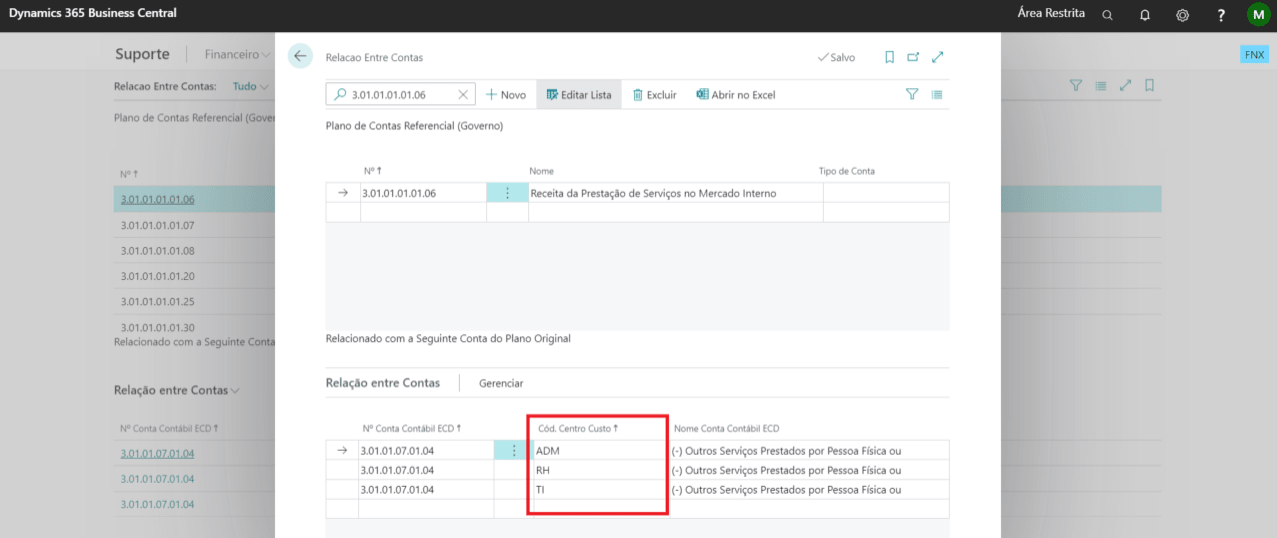 Dynamics 365 Business Central
Área Restrita
?
M
Suporte
Financeiro
FNX
Relacao Entre Contas:
Tudo
Plano de Contas Referencial (Gover
Nº ↑
3.01.01.01.01.06
3.01.01.01.01.07
3.01.01.01.01.08
3.01.01.01.01.20
3.01.01.01.01.25
3.01.01.01.01.30
Relacionado com a Seguinte Conta
Relação entre Contas
Nº Conta Contábil ECD ↑
3.01.01.07.01.04
3.01.01.07.01.04
3.01.01.07.01.04
Relacao Entre Contas
Salvo
3.01.01.01.01.06
Novo
Editar Lista
Excluir
Abrir no Excel
Plano de Contas Referencial (Governo)
Nº ↑ Nome Tipo de Conta
3.01.01.01.01.06 Receita da Prestação de Serviços no Mercado Interno
Relacionado com a Seguinte Conta do Plano Original
Relação entre Contas Gerenciar
Nº Conta Contábil ECD ↑ Cód. Centro Custo ↑ Nome Conta Contábil ECD
3.01.01.07.01.04 ADM (-) Outros Serviços Prestados por Pessoa Física ou
3.01.01.07.01.04 RH (-) Outros Serviços Prestados por Pessoa Física ou
3.01.01.07.01.04 TI (-) Outros Serviços Prestados por Pessoa Física ou